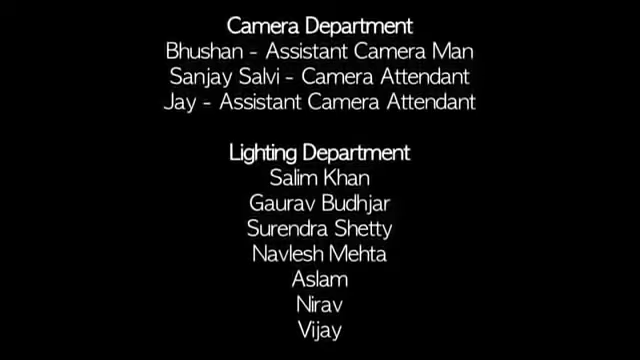 Camera Department
Bhushan - Assistant Camera Man
Sanjay Salvi - Camera Attendant
Jay - Assistant Camera Attendant
Lighting Department
Salim Khan
Gaurav Budhjar
Surendra Shetty
Navlesh Mehta
Aslam
Nirav
Vijay